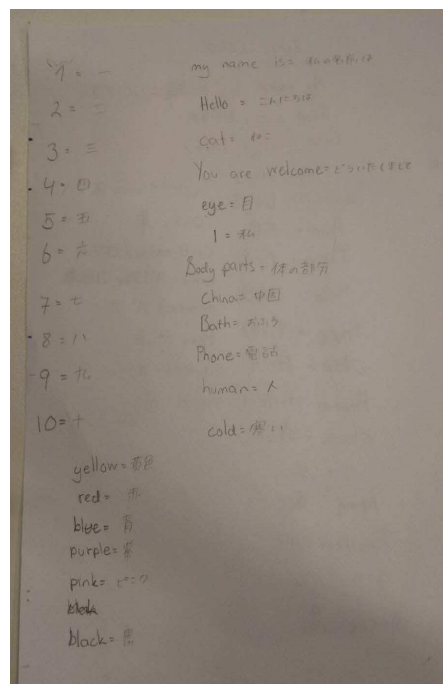 1 = 一
2 = 二
3 = 三
4 = 四
5 = 五
6 = 六
7 = 七
8 = 八
9 = 九
10 = 十
my name is = 私の名前は
Hello = こんにちは
cat = ねこ
You are welcome = どういたしまして
eye = 目
I = 私
Body parts = 体の部分
China = 中国
Bath = おふろ
Phone = 電話
human = 人
cold = 寒い
yellow = 黄色
red = 赤
blue = 青
purple = 紫
pink = ピンク
black = 黒